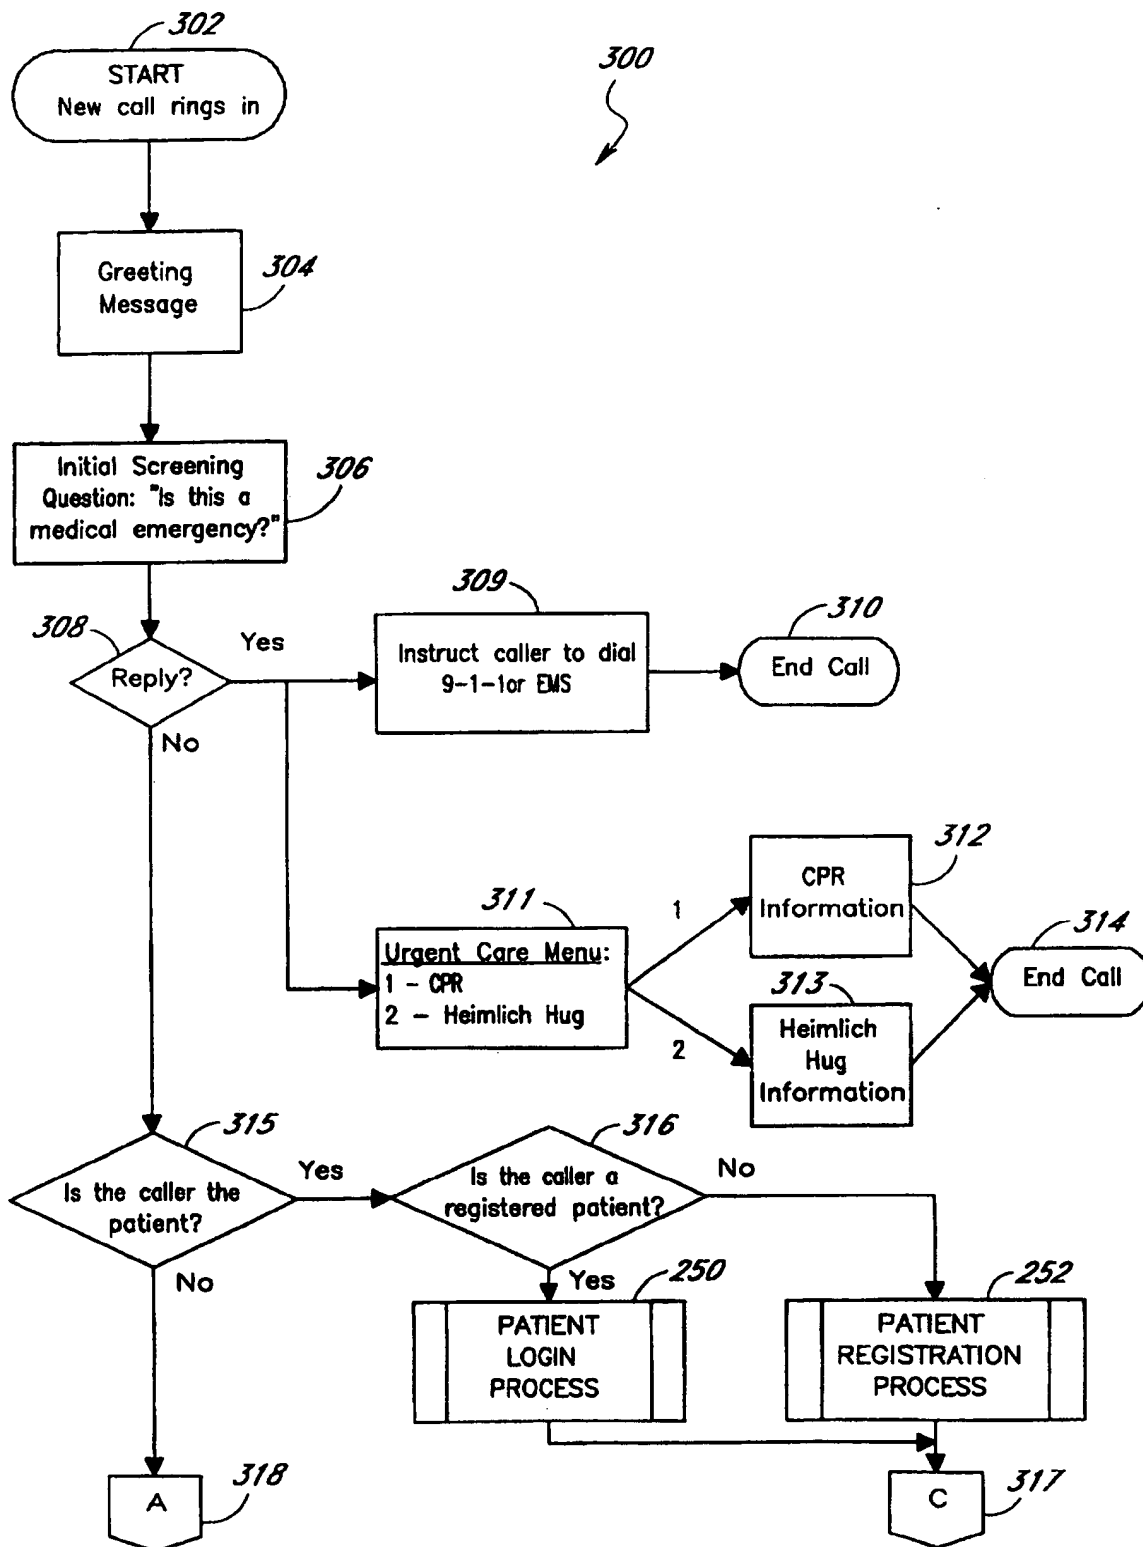 302
START
New call rings in
300
Greeting
Message
304
Initial Screening
Question: "Is this a
medical emergency?"
306
308
Reply?
Yes
No
309
Instruct caller to dial
9-1-1or EMS
310
End Call
311
Urgent Care Menu:
1 - CPR
2 - Heimlich Hug
1
2
312
CPR
Information
313
Heimlich
Hug
Information
314
End Call
315
Is the caller the
patient?
Yes
No
316
Is the caller a
registered patient?
No
Yes
250
PATIENT
LOGIN
PROCESS
252
PATIENT
REGISTRATION
PROCESS
A
318
C
317